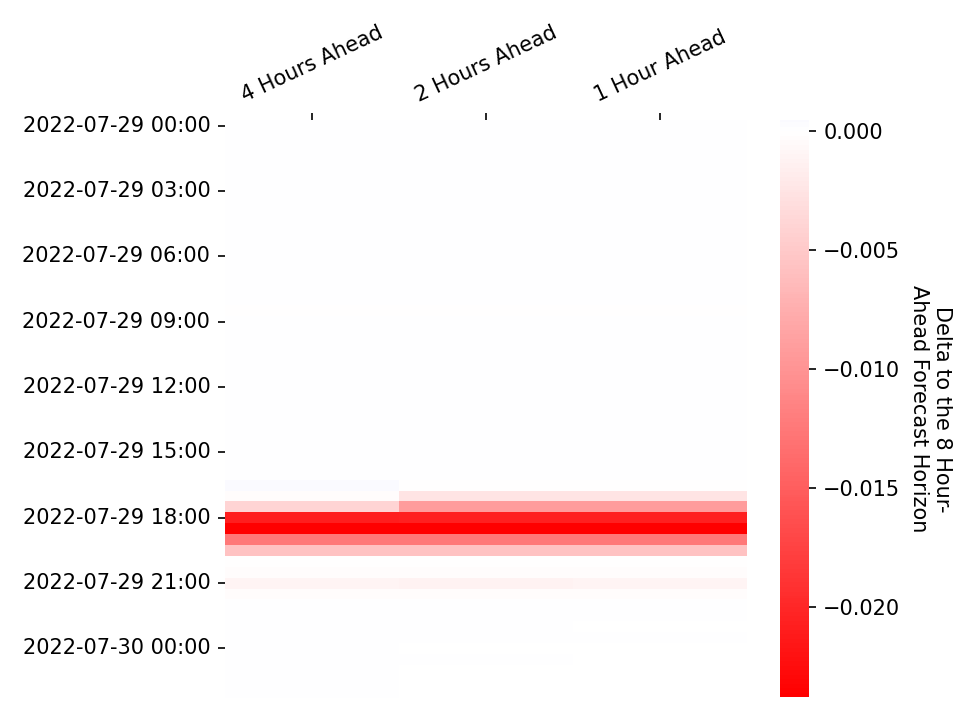 4 Hours Ahead
2 Hours Ahead
1 Hour Ahead
2022-07-29 00:00
2022-07-29 03:00
2022-07-29 06:00
2022-07-29 09:00
2022-07-29 12:00
2022-07-29 15:00
2022-07-29 18:00
2022-07-29 21:00
2022-07-30 00:00
0.000
−0.005
−0.010
−0.015
−0.020
Delta to the 8 Hour-
Ahead Forecast Horizon